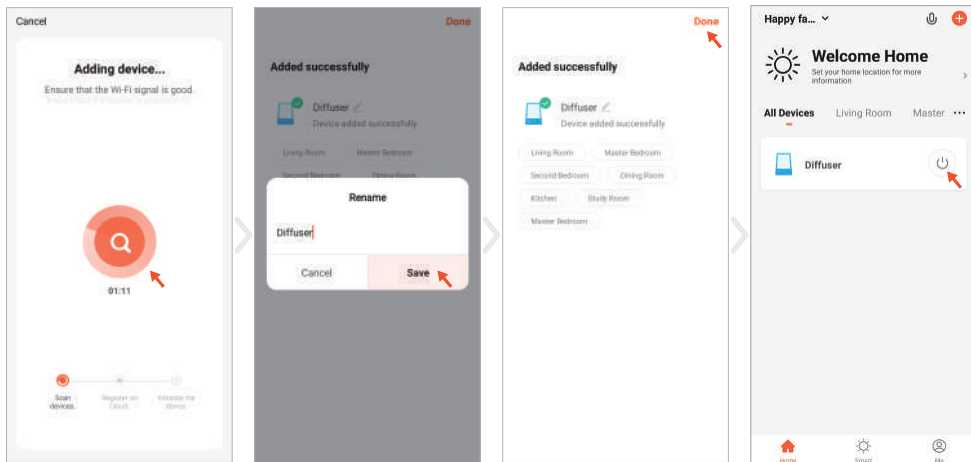 Cancel
Adding device...
Ensure that the Wi-Fi signal is good.
01:11
Scan
devices.
Register on
Cloud.
Initialize the
device.
Done
Added successfully
Diffuser
Device added successfully
Living Room
Master Bedroom
Second Bedroom
Dining Room
Rename
Diffuser
Cancel
Save
Done
Added successfully
Diffuser
Device added successfully
Living Room
Master Bedroom
Second Bedroom
Dining Room
Kitchen
Study Room
Master Bedroom
Happy fa...
Welcome Home
Set your home location for more
information
All Devices
Living Room
Master
Diffuser
Home
Smart
Me